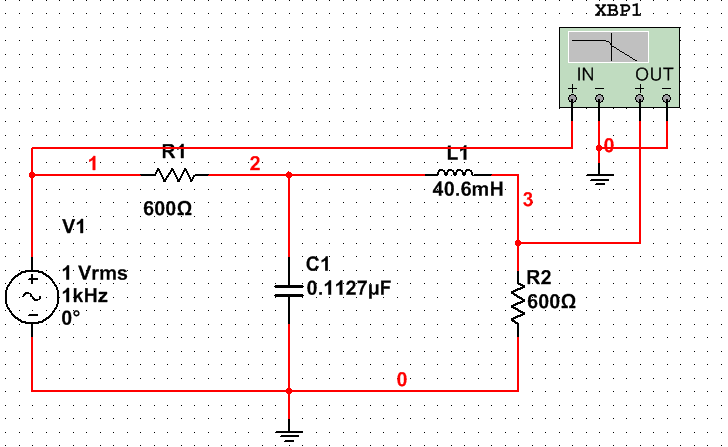 XBP1
IN OUT
+ − + −
0
R1
1
2
600Ω
L1
40.6mH
3
V1
1 Vrms
1kHz
0°
C1
0.1127µF
R2
600Ω
0